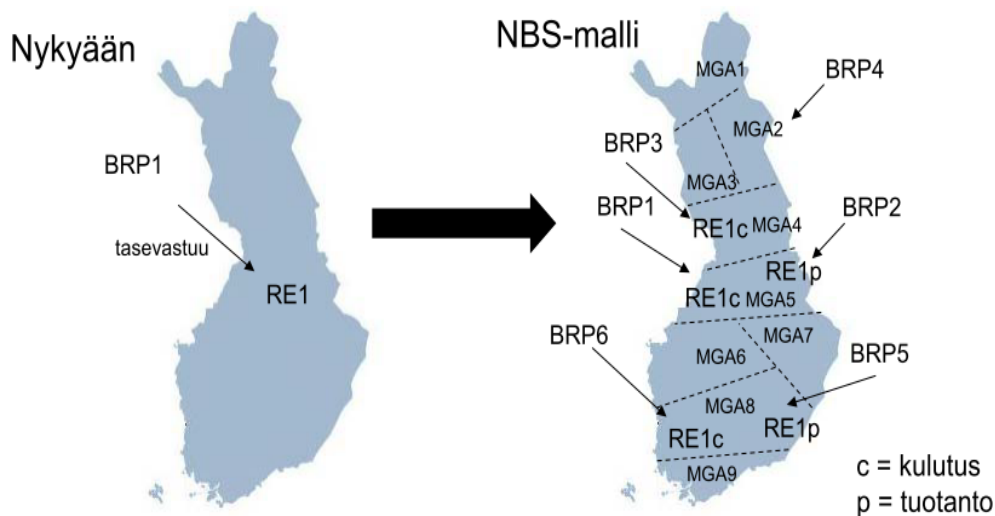 Nykyään
BRP1
tasevastuu
RE1
NBS-malli
MGA1
BRP4
MGA2
BRP3
MGA3
BRP1
BRP2
RE1c MGA4
RE1p
RE1c MGA5
BRP6
MGA7
MGA6
BRP5
MGA8
RE1p
RE1c
MGA9
c = kulutus
p = tuotanto